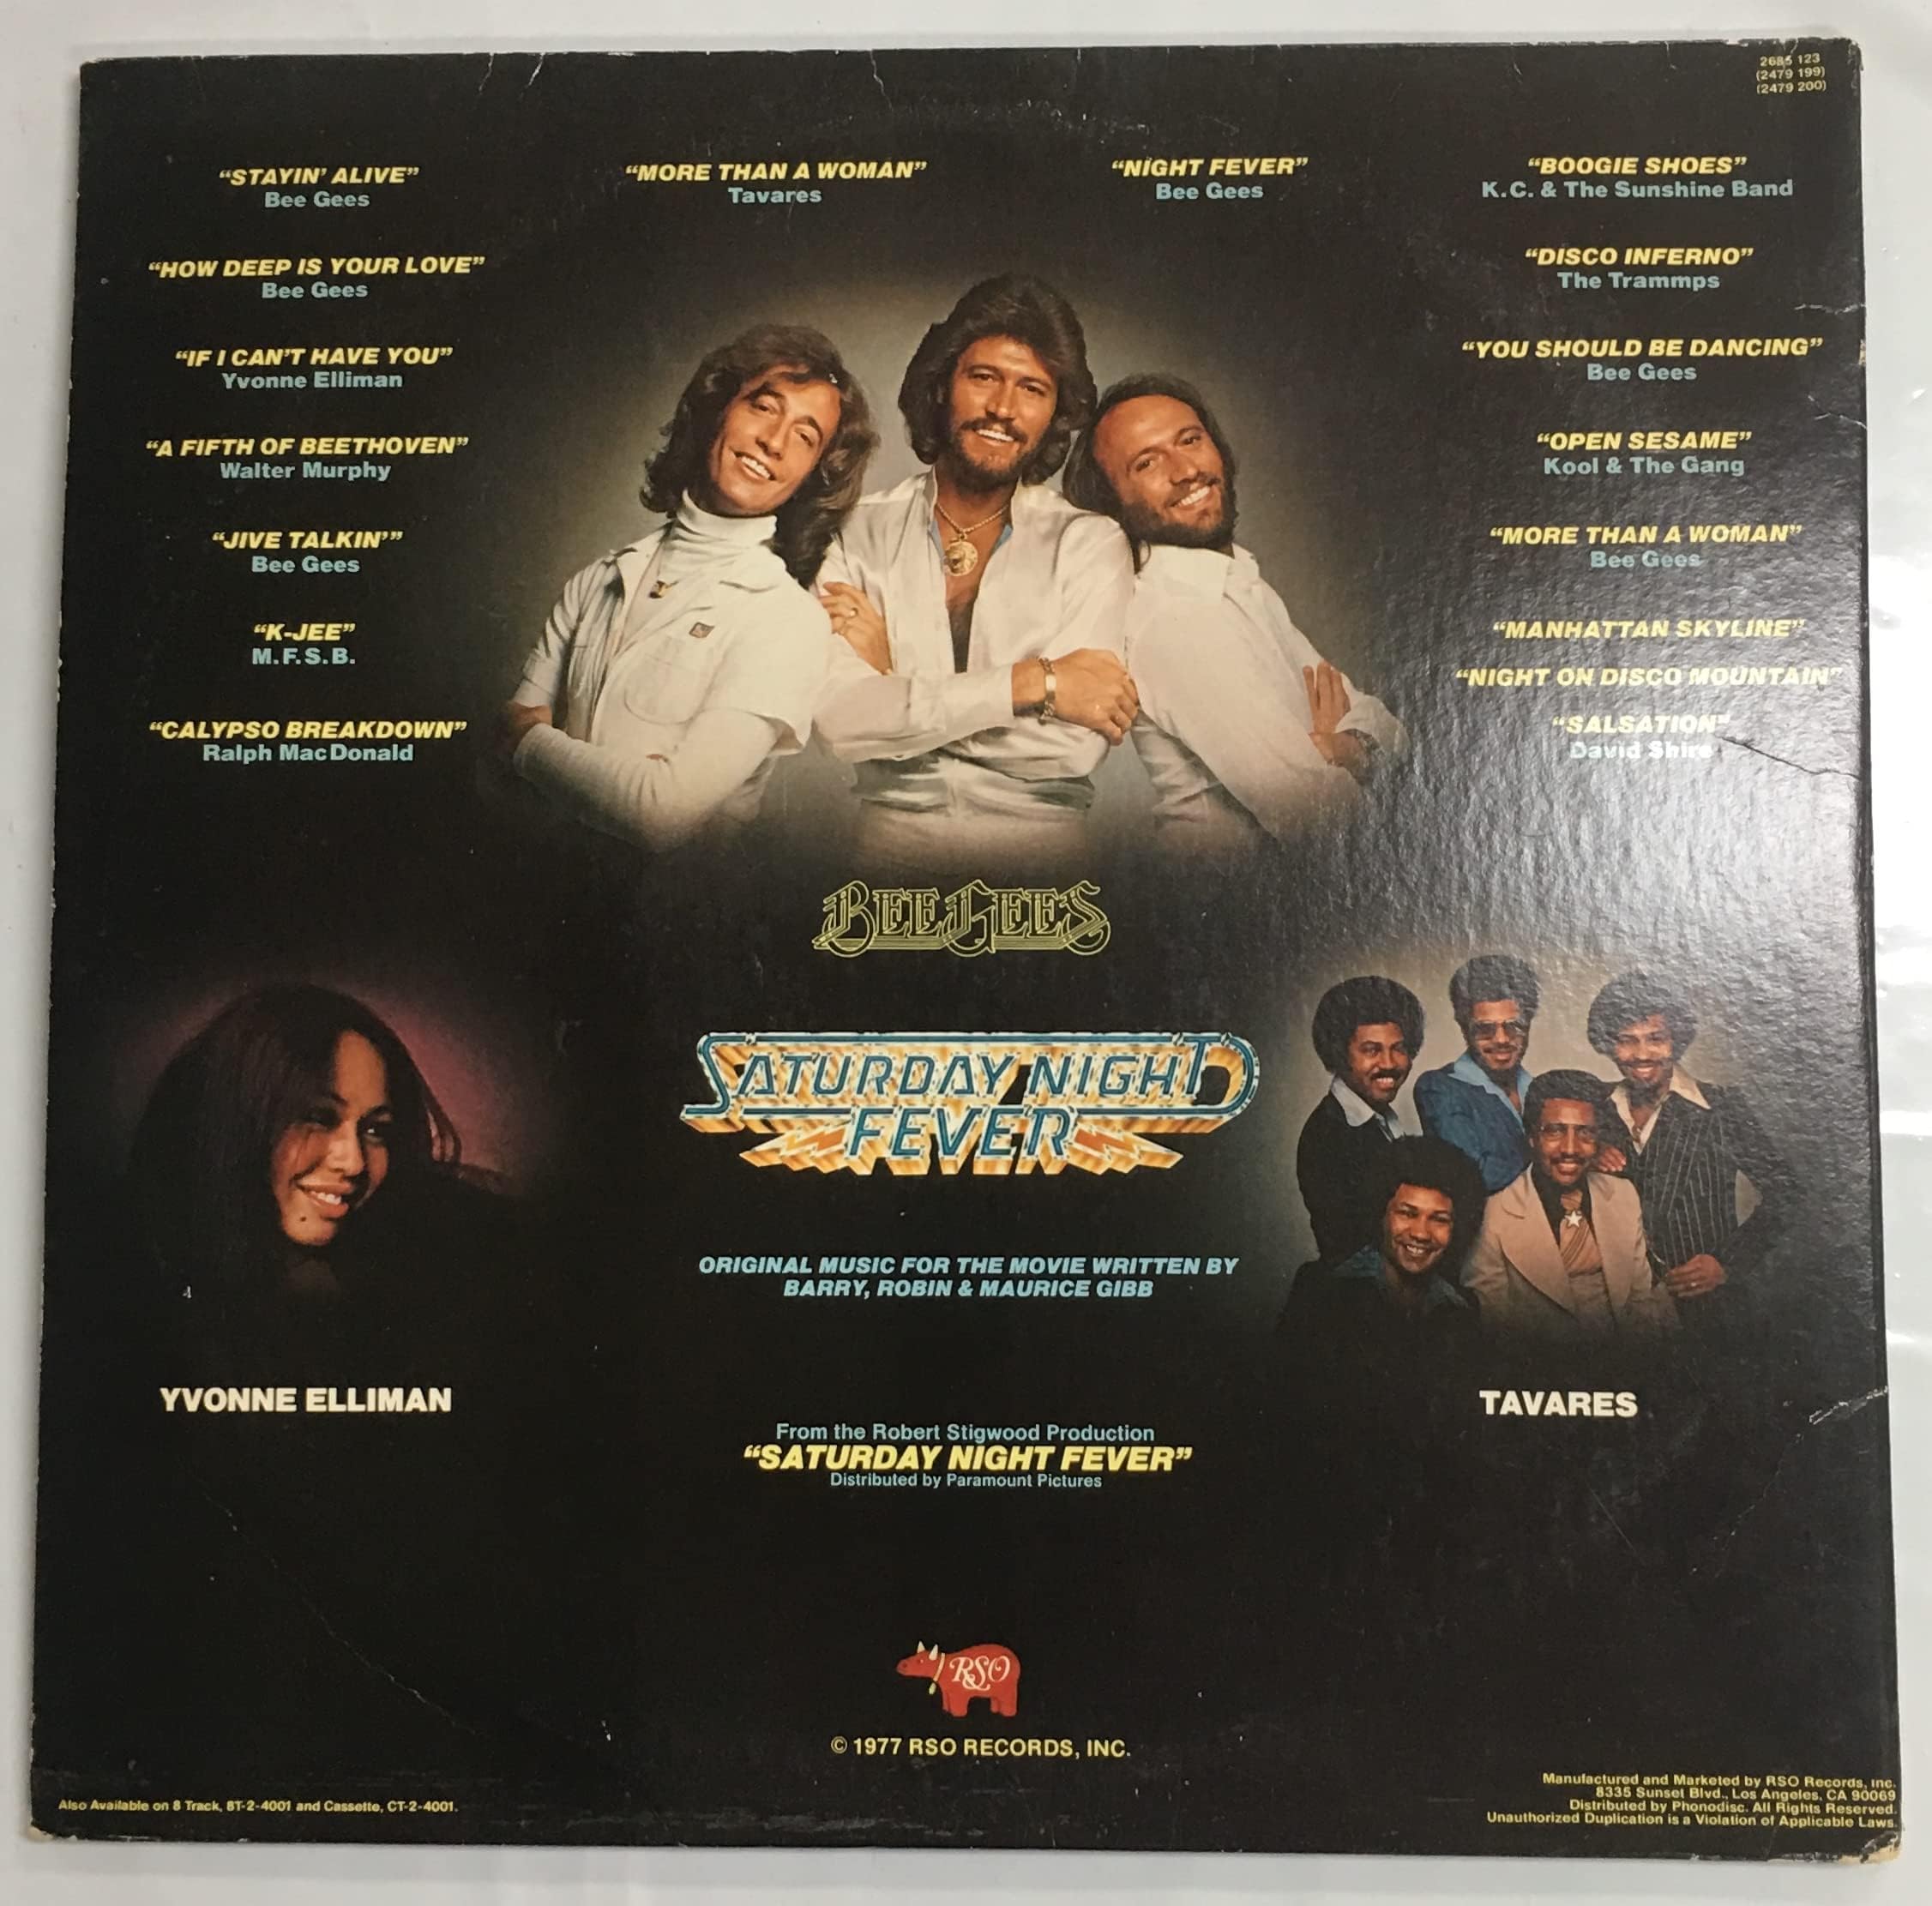 2685 123
(2479 199)
(2479 200)
“STAYIN’ ALIVE”
Bee Gees
“HOW DEEP IS YOUR LOVE”
Bee Gees
“IF I CAN’T HAVE YOU”
Yvonne Elliman
“A FIFTH OF BEETHOVEN”
Walter Murphy
“JIVE TALKIN’”
Bee Gees
“K-JEE”
M.F.S.B.
“CALYPSO BREAKDOWN”
Ralph MacDonald
“MORE THAN A WOMAN”
Tavares
“NIGHT FEVER”
Bee Gees
“BOOGIE SHOES”
K.C. & The Sunshine Band
“DISCO INFERNO”
The Trammps
“YOU SHOULD BE DANCING”
Bee Gees
“OPEN SESAME”
Kool & The Gang
“MORE THAN A WOMAN”
Bee Gees
“MANHATTAN SKYLINE”
“NIGHT ON DISCO MOUNTAIN”
“SALSATION”
David Shire
BEE GEES
SATURDAY NIGHT
FEVER
ORIGINAL MUSIC FOR THE MOVIE WRITTEN BY
BARRY, ROBIN & MAURICE GIBB
YVONNE ELLIMAN
TAVARES
From the Robert Stigwood Production
“SATURDAY NIGHT FEVER”
Distributed by Paramount Pictures
RSO
© 1977 RSO RECORDS, INC.
Also Available on 8 Track, 8T-2-4001 and Cassette, CT-2-4001.
Manufactured and Marketed by RSO Records, Inc.
8335 Sunset Blvd., Los Angeles, CA 90069
Distributed by Phonodisc. All Rights Reserved.
Unauthorized Duplication is a Violation of Applicable Laws.